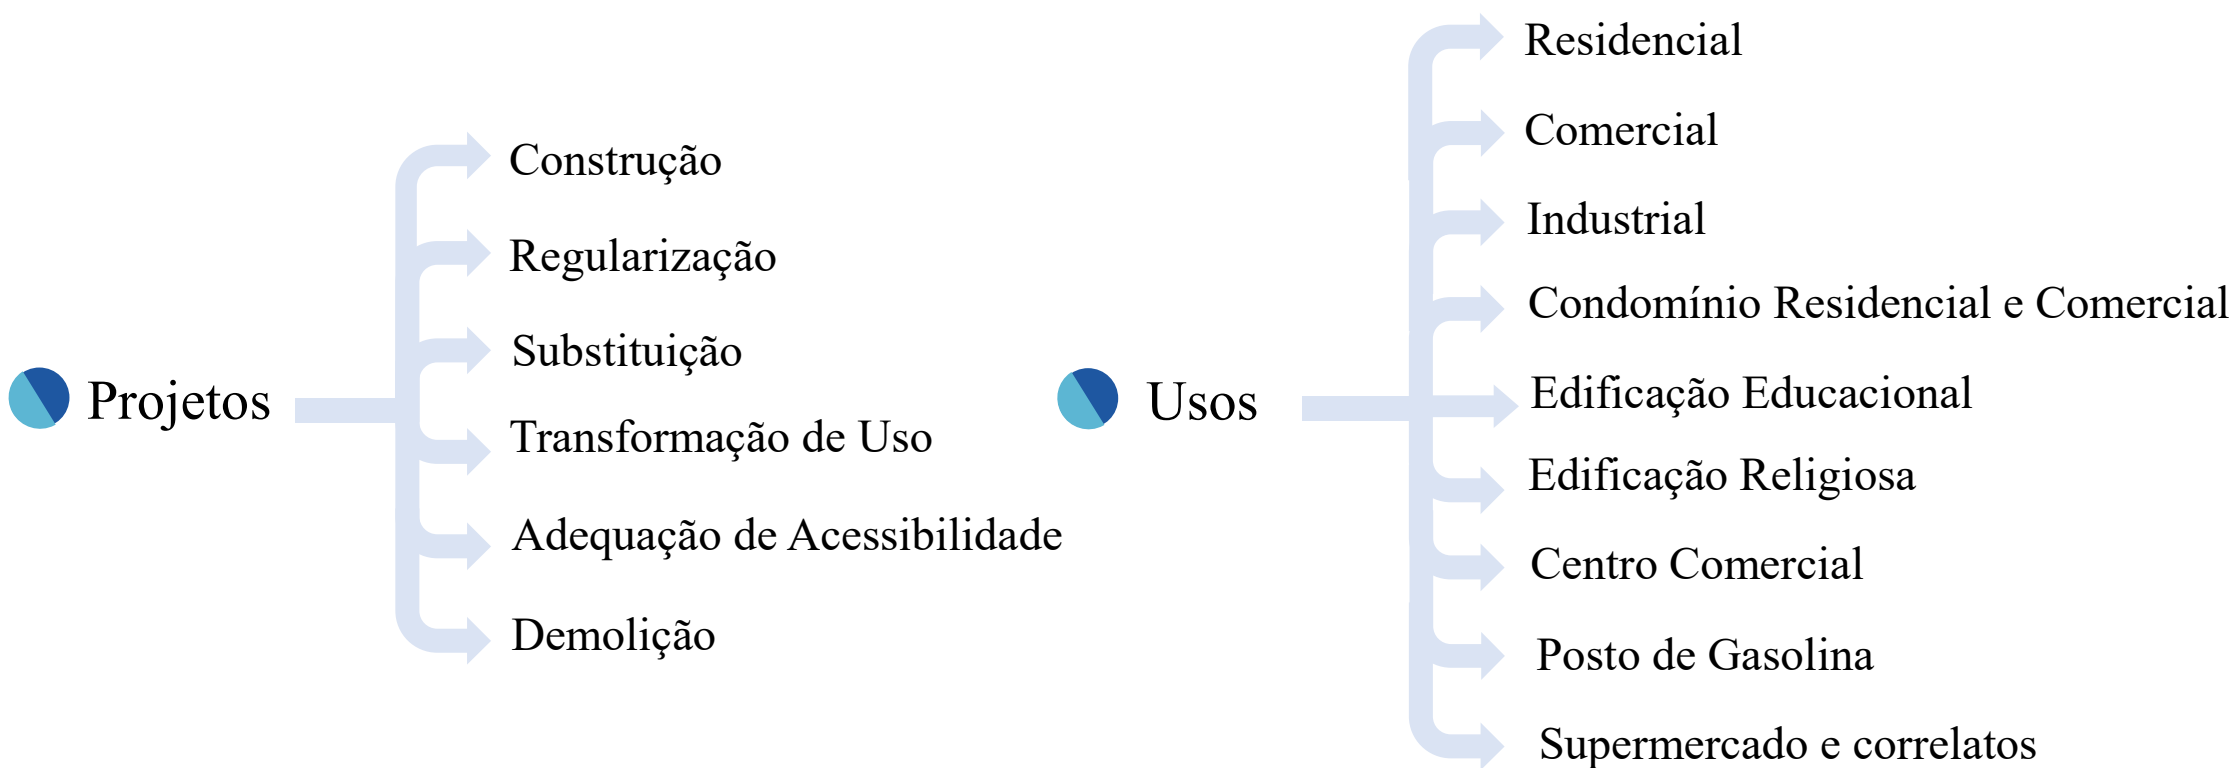 Projetos
Construção
Regularização
Substituição
Transformação de Uso
Adequação de Acessibilidade
Demolição
Usos
Residencial
Comercial
Industrial
Condomínio Residencial e Comercial
Edificação Educacional
Edificação Religiosa
Centro Comercial
Posto de Gasolina
Supermercado e correlatos